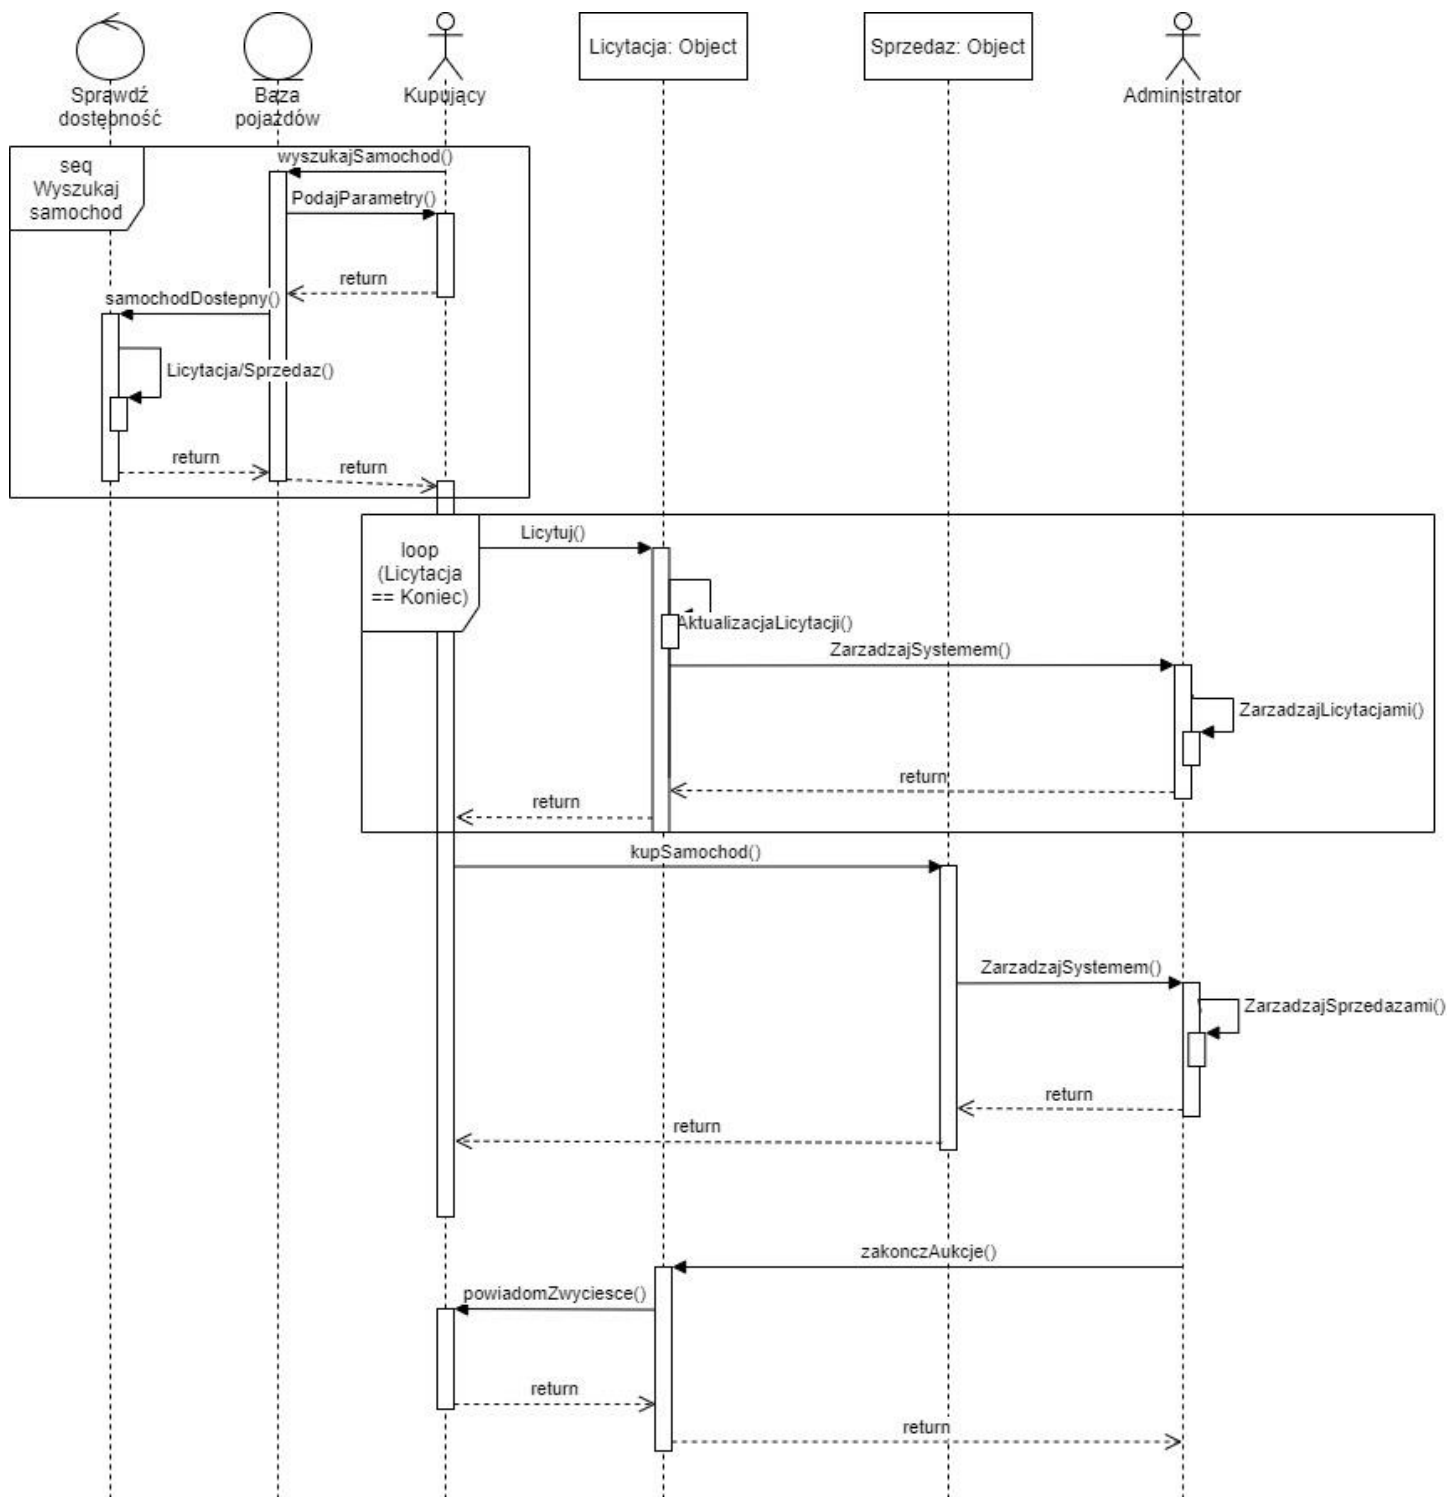 Sprawdź
dostępność
Baza
pojazdów
Kupujący
Licytacja: Object
Sprzedaz: Object
Administrator
seq
Wyszukaj
samochod
wyszukajSamochod()
PodajParametry()
return
samochodDostepny()
Licytacja/Sprzedaz()
return
return
loop
(Licytacja
== Koniec)
Licytuj()
AktualizacjaLicytacji()
ZarzadzajSystemem()
ZarzadzajLicytacjami()
return
return
kupSamochod()
ZarzadzajSystemem()
ZarzadzajSprzedazami()
return
return
zakonczAukcje()
powiadomZwyciesce()
return
return